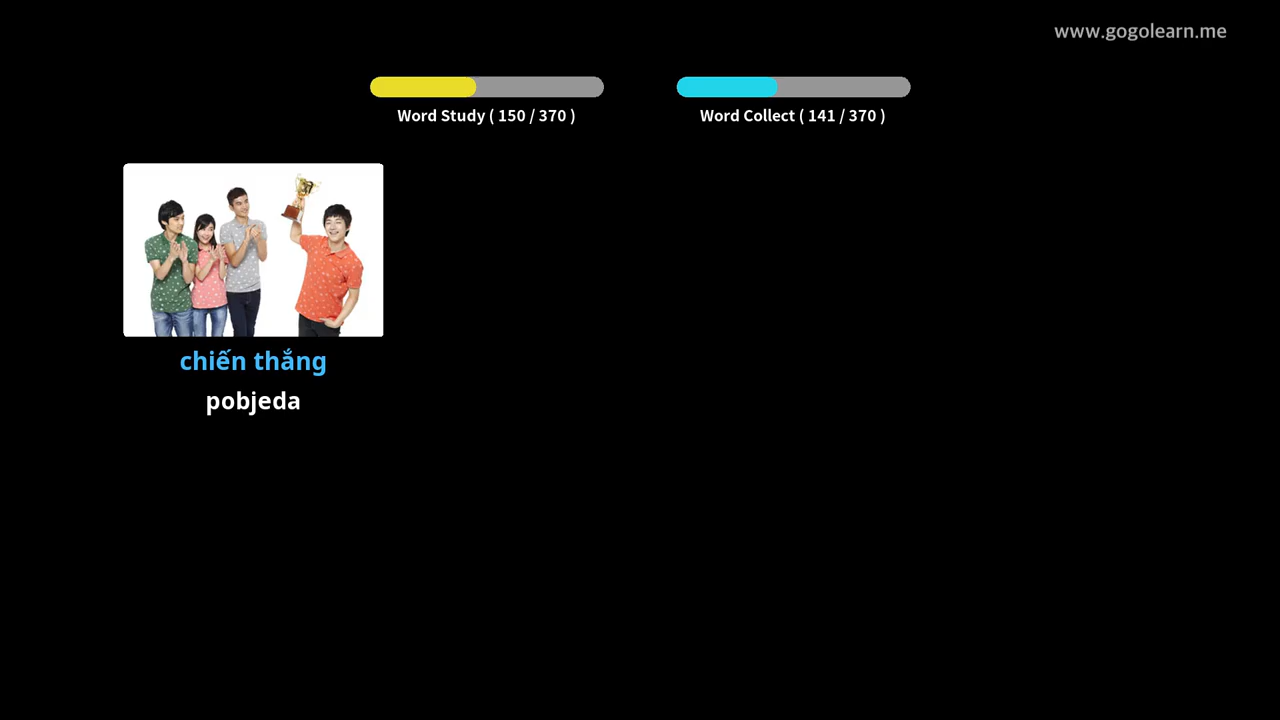 www.gogolearn.me
Word Study ( 150 / 370 )
Word Collect ( 141 / 370 )
chiến thắng
pobjeda